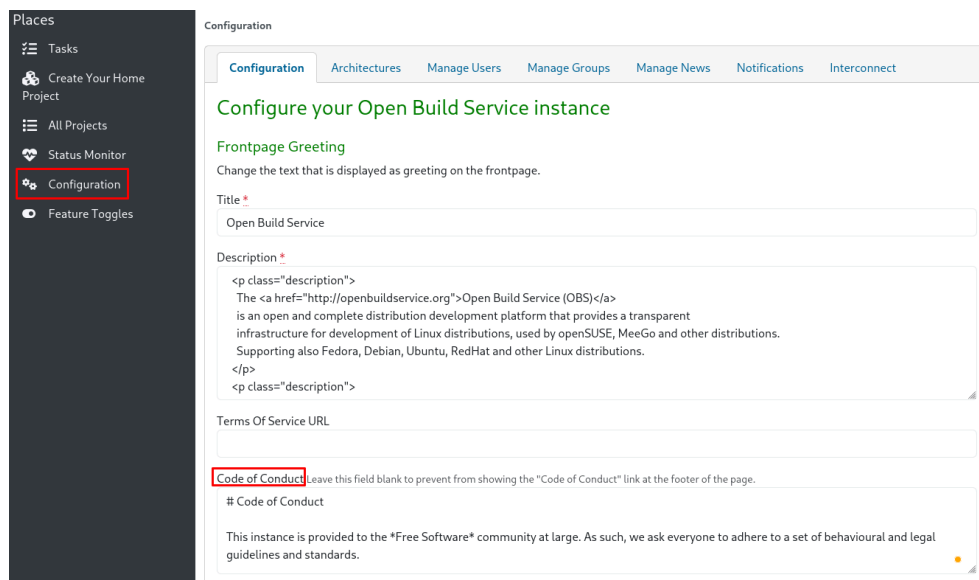 Places
Tasks
Create Your Home
Project
All Projects
Status Monitor
Configuration
Feature Toggles
Configuration
Configuration Architectures Manage Users Manage Groups Manage News Notifications Interconnect
Configure your Open Build Service instance
Frontpage Greeting
Change the text that is displayed as greeting on the frontpage.
Title *
Open Build Service
Description *
<p class="description">
The <a href="http://openbuildservice.org">Open Build Service (OBS)</a>
is an open and complete distribution development platform that provides a transparent
infrastructure for development of Linux distributions, used by openSUSE, MeeGo and other distributions.
Supporting also Fedora, Debian, Ubuntu, RedHat and other Linux distributions.
</p>
<p class="description">
Terms Of Service URL
Code of Conduct Leave this field blank to prevent from showing the "Code of Conduct" link at the footer of the page.
# Code of Conduct
This instance is provided to the *Free Software* community at large. As such, we ask everyone to adhere to a set of behavioural and legal
guidelines and standards.